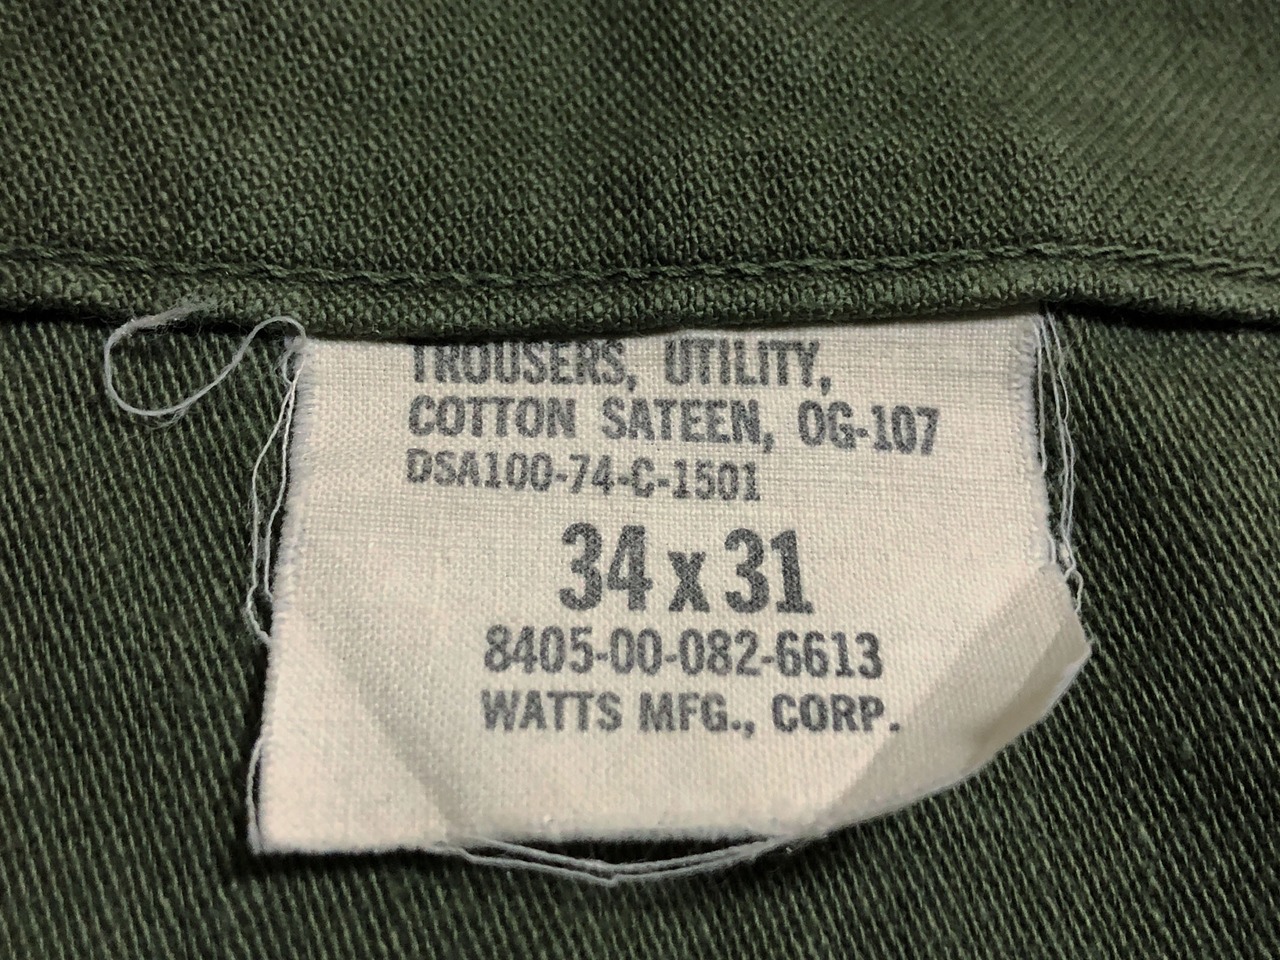 TROUSERS, UTILITY,
COTTON SATEEN, OG-107
DSA100-74-C-1501
34 x 31
8405-00-082-6613
WATTS MFG., CORP.